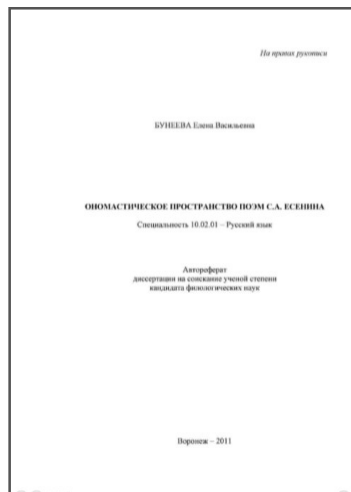 На правах рукописи
БУНЕЕВА Елена Васильевна
ОНОМАСТИЧЕСКОЕ ПРОСТРАНСТВО ПОЭМ С.А. ЕСЕНИНА
Специальность 10.02.01 – Русский язык
Автореферат
диссертации на соискание ученой степени
кандидата филологических наук
Воронеж – 2011